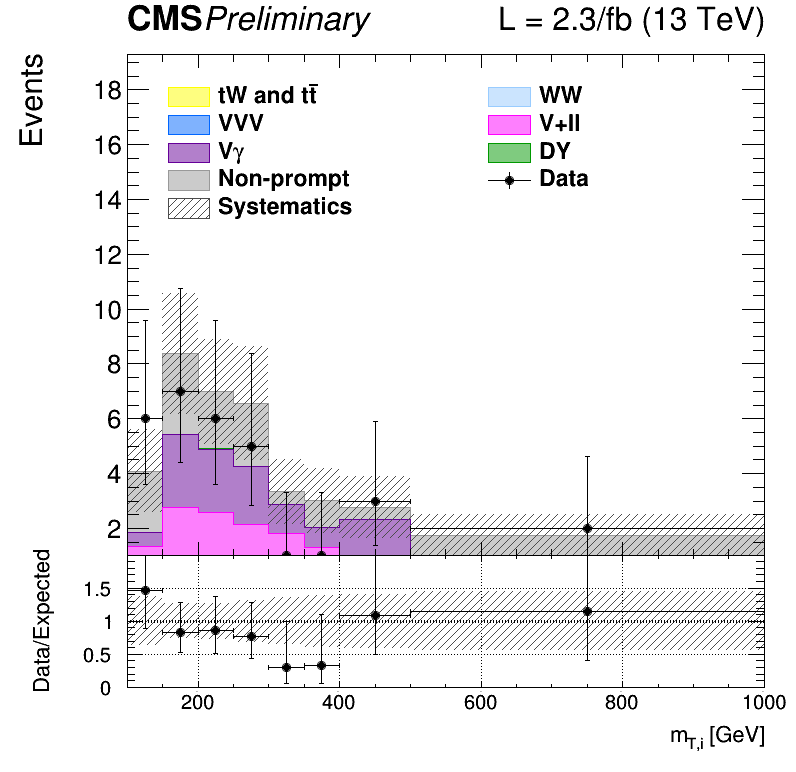 CMS Preliminary L = 2.3/fb (13 TeV)
Events
18
16
14
12
10
8
6
4
2
tW and tt̄
VVV
Vγ
Non-prompt
Systematics
WW
V+ll
DY
Data
Data/Expected
1.5
1
0.5
0
200 400 600 800 1000
m_T,i [GeV]